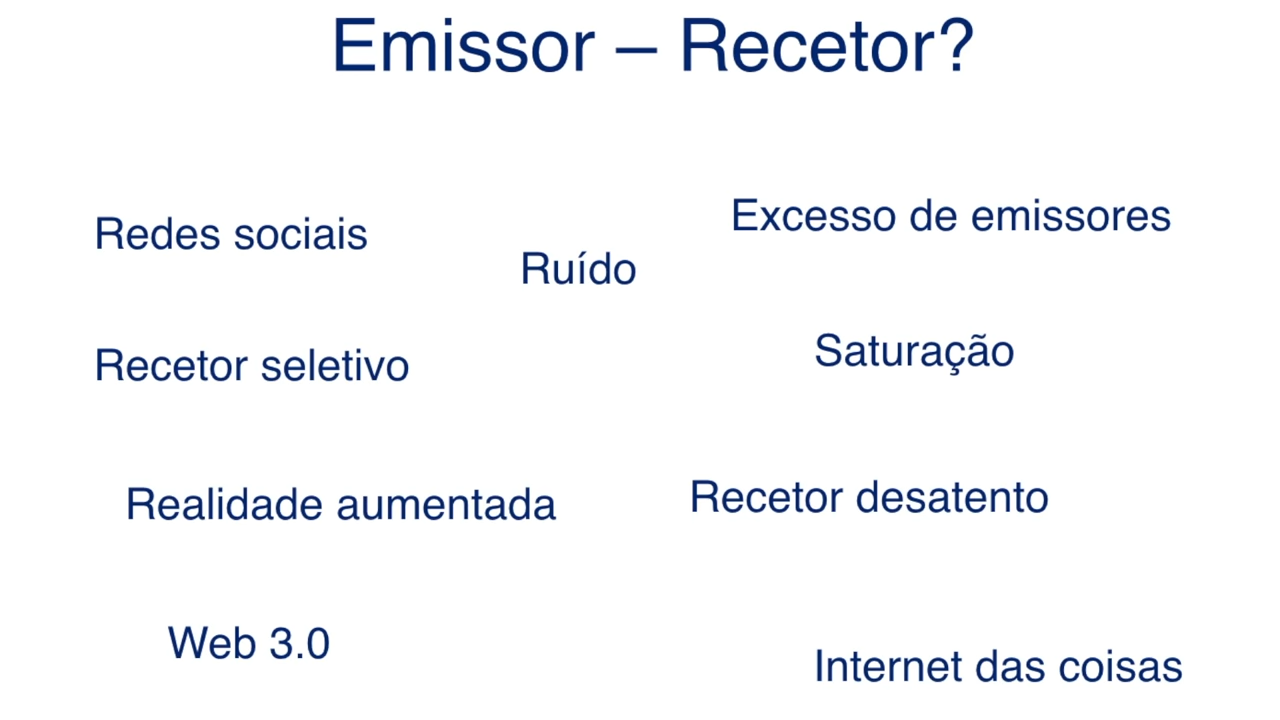 Emissor – Recetor?
Redes sociais
Excesso de emissores
Ruído
Recetor seletivo
Saturação
Realidade aumentada
Recetor desatento
Web 3.0
Internet das coisas